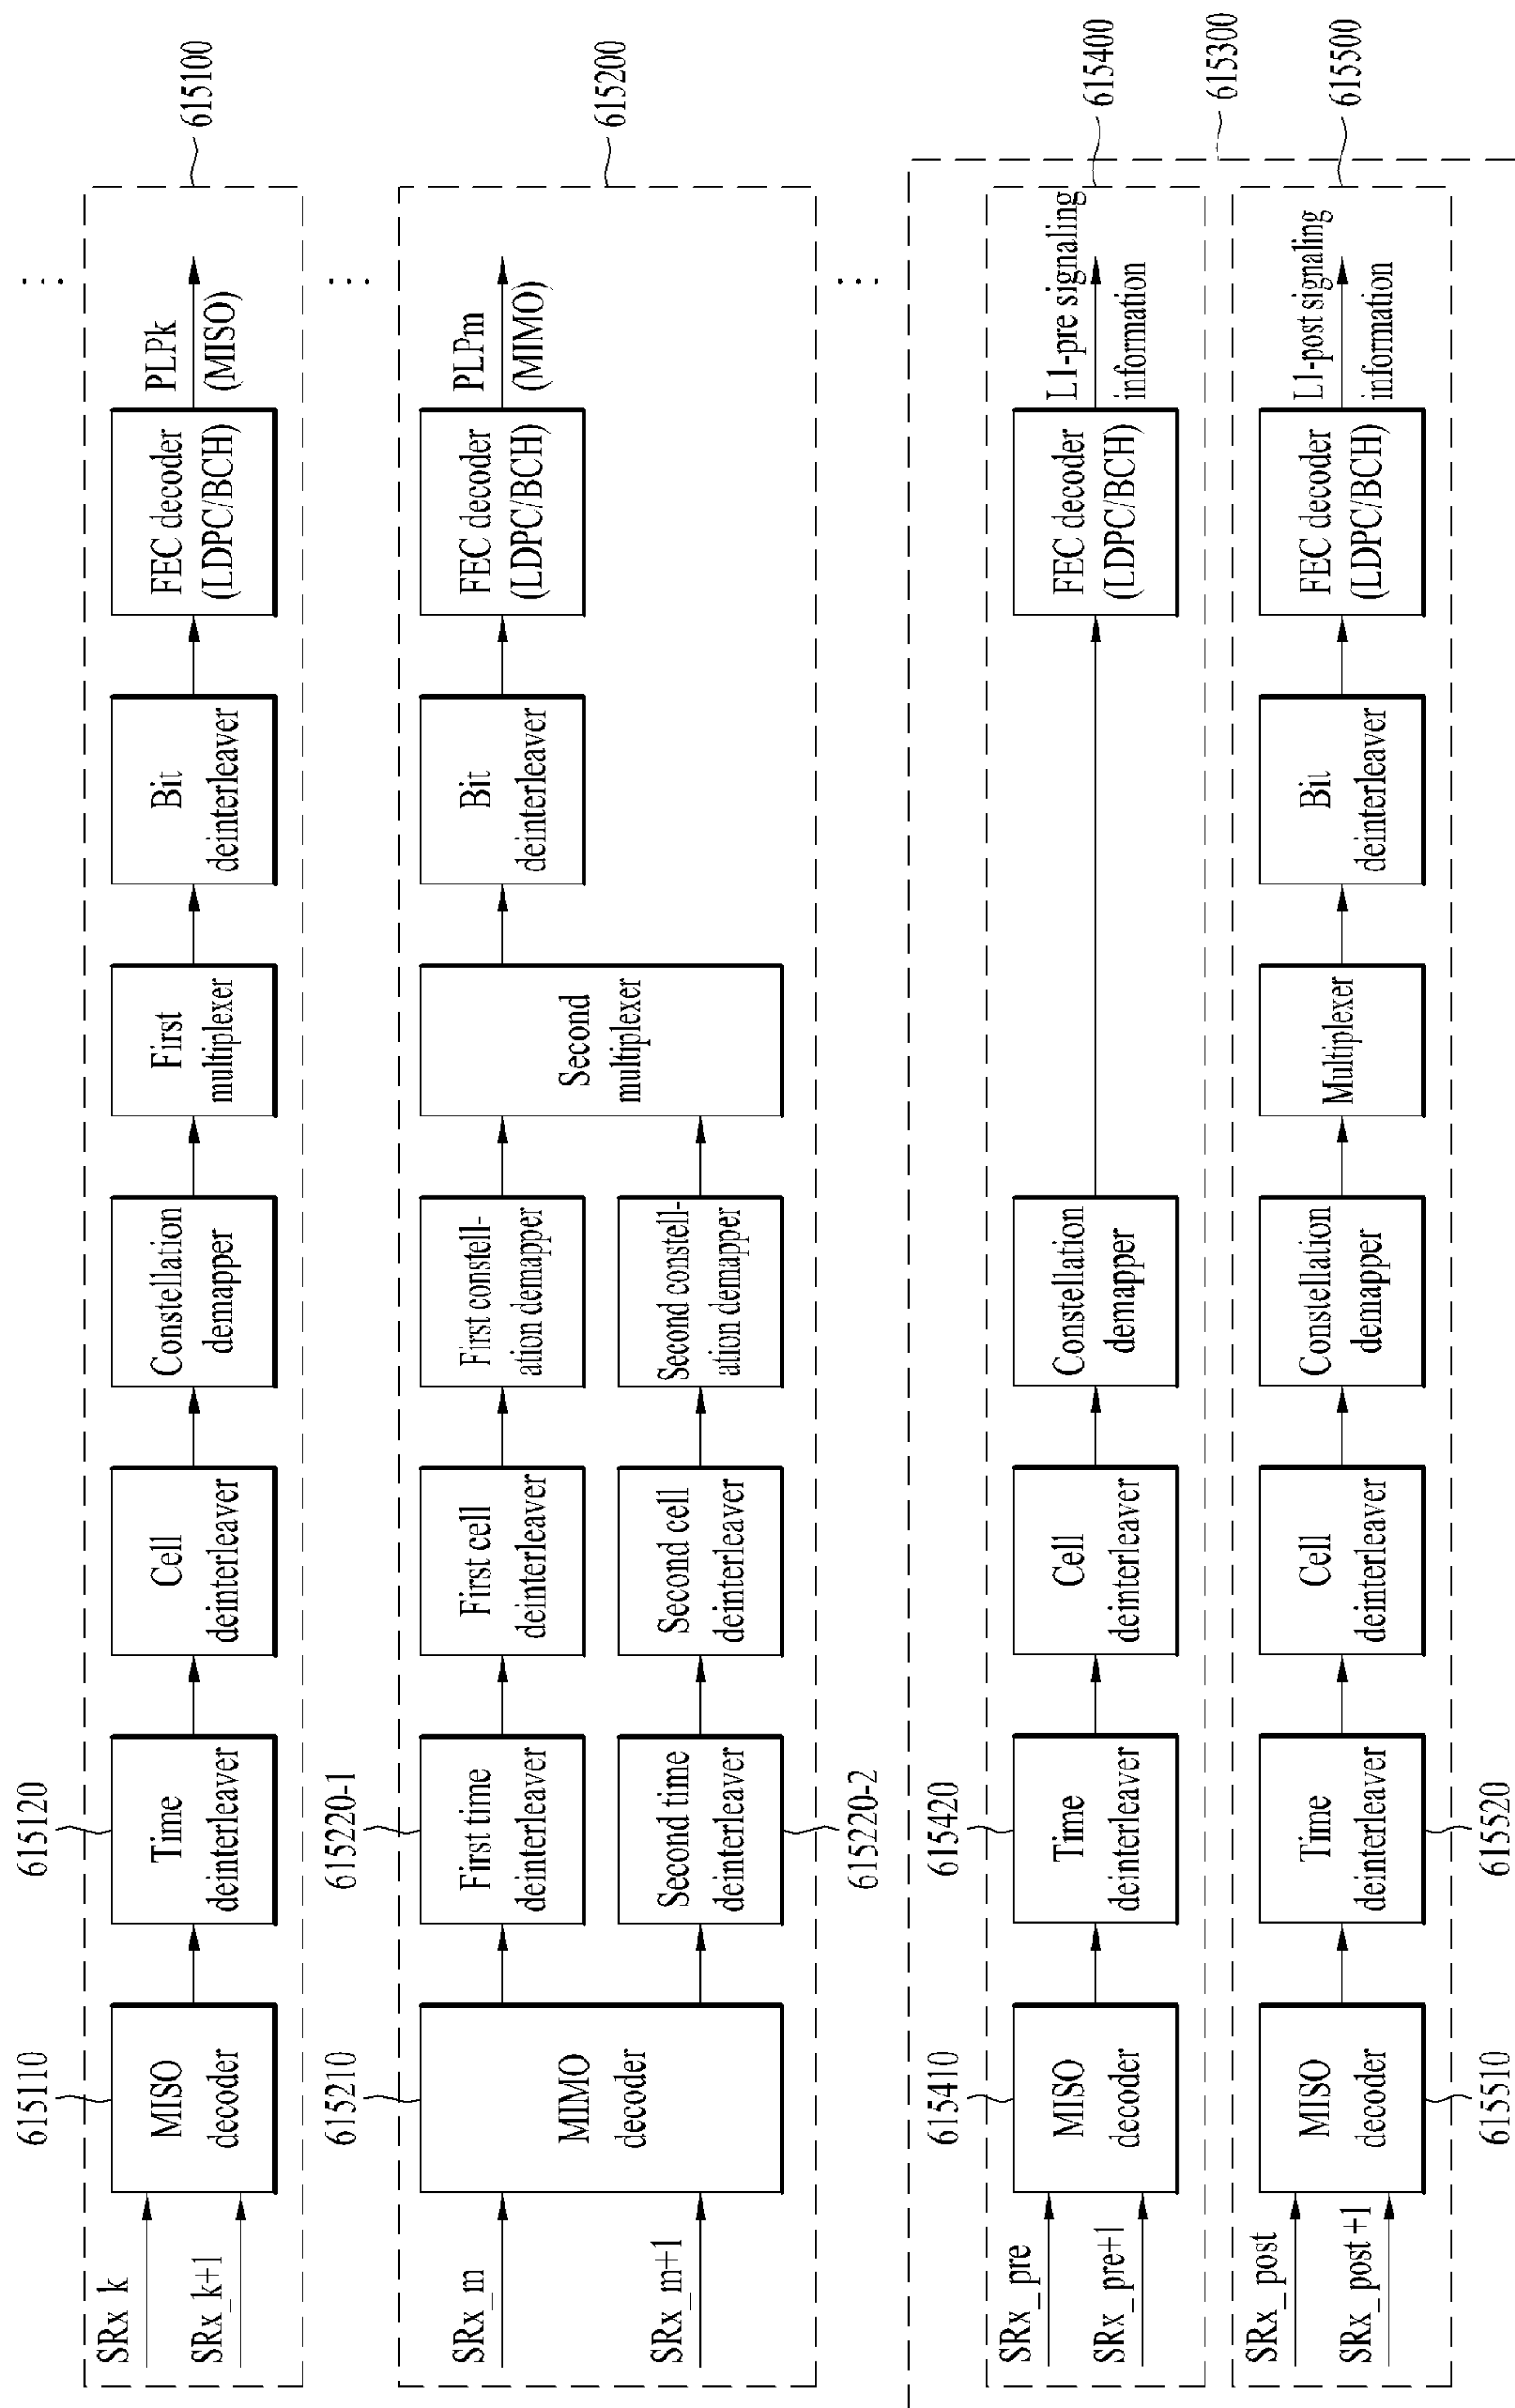 615110
615120
SRx_k
SRx_k+1
MISO
decoder
Time
deinterleaver
Cell
deinterleaver
Constellation
demapper
First
multiplexer
Bit
deinterleaver
FEC decoder
(LDPC/BCH)
PLPk
(MISO)
615100
...
615210
615220-1
SRx_m
SRx_m+1
MIMO
decoder
First time
deinterleaver
First cell
deinterleaver
First constell-
ation demapper
Second time
deinterleaver
Second cell
deinterleaver
Second constell-
ation demapper
Second
multiplexer
Bit
deinterleaver
FEC decoder
(LDPC/BCH)
PLPm
(MIMO)
615200
...
615220-2
...
615410
615420
SRx_pre
SRx_pre+1
MISO
decoder
Time
deinterleaver
Cell
deinterleaver
Constellation
demapper
FEC decoder
(LDPC/BCH)
L1-pre signaling
information
615400
615300
SRx_post
SRx_post +1
MISO
decoder
Time
deinterleaver
Cell
deinterleaver
Constellation
demapper
Multiplexer
Bit
deinterleaver
FEC decoder
(LDPC/BCH)
L1-post signaling
information
615500
615510
615520